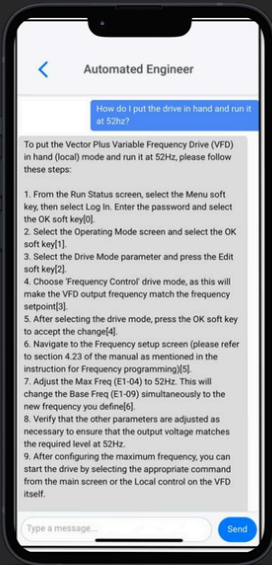 Automated Engineer
How do I put the drive in hand and run it
at 52hz?
To put the Vector Plus Variable Frequency Drive (VFD)
in hand (local) mode and run it at 52Hz, please follow
these steps:
1. From the Run Status screen, select the Menu soft
key, then select Log In. Enter the password and select
the OK soft key[0].
2. Select the Operating Mode screen and select the OK
soft key[1].
3. Select the Drive Mode parameter and press the Edit
soft key[2].
4. Choose 'Frequency Control' drive mode, as this will
make the VFD output frequency match the frequency
setpoint[3].
5. After selecting the drive mode, press the OK soft key
to accept the change[4].
6. Navigate to the Frequency setup screen (please refer
to section 4.23 of the manual as mentioned in the
instruction for Frequency programming)[5].
7. Adjust the Max Freq (E1-04) to 52Hz. This will
change the Base Freq (E1-09) simultaneously to the
new frequency you define[6].
8. Verify that the other parameters are adjusted as
necessary to ensure that the output voltage matches
the required level at 52Hz.
9. After configuring the maximum frequency, you can
start the drive by selecting the appropriate command
from the main screen or the Local control on the VFD
itself.
Type a message...
Send